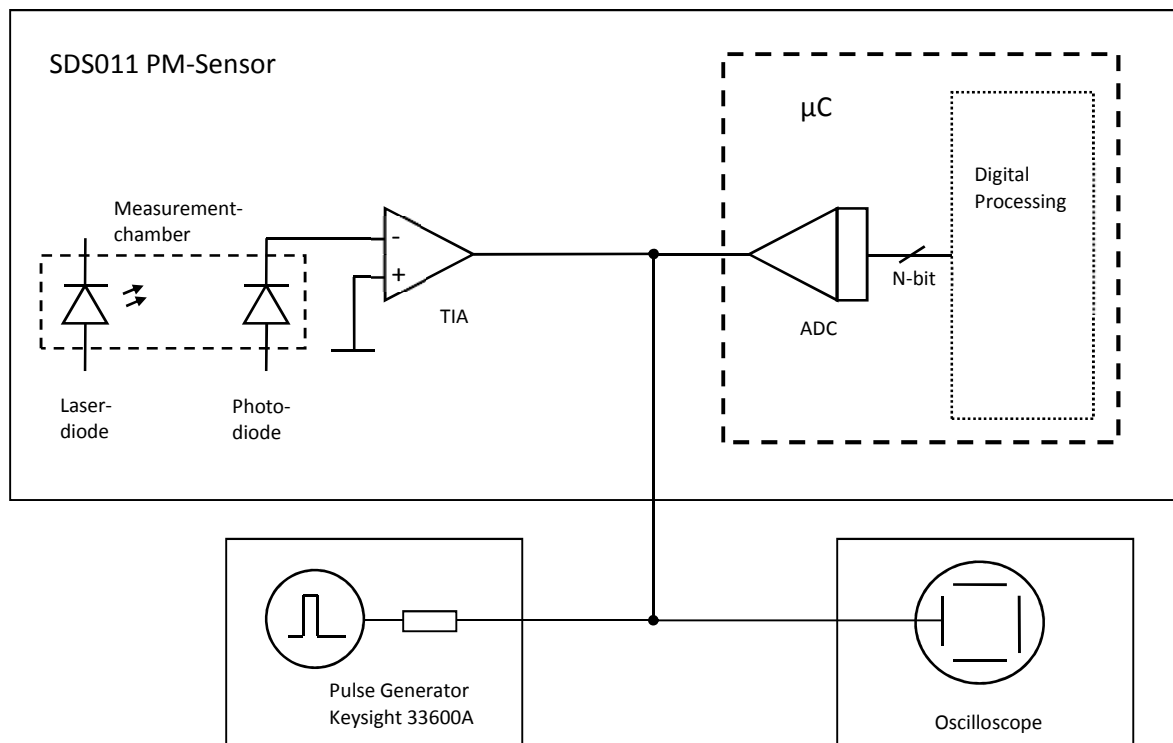 SDS011 PM-Sensor
µC
Digital
Processing
Measurement-
chamber
-
+
TIA
ADC
N-bit
Laser-
diode
Photo-
diode
Pulse Generator
Keysight 33600A
Oscilloscope